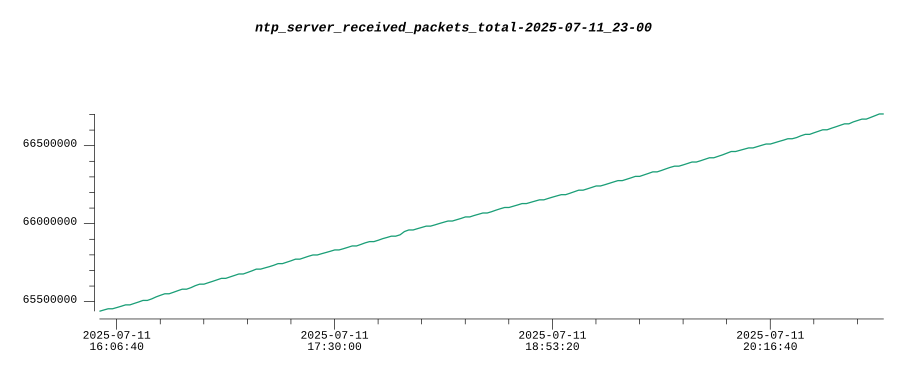 ntp_server_received_packets_total-2025-07-11_23-00
66500000
66000000
65500000
2025-07-11 2025-07-11 2025-07-11 2025-07-11
16:06:40 17:30:00 18:53:20 20:16:40